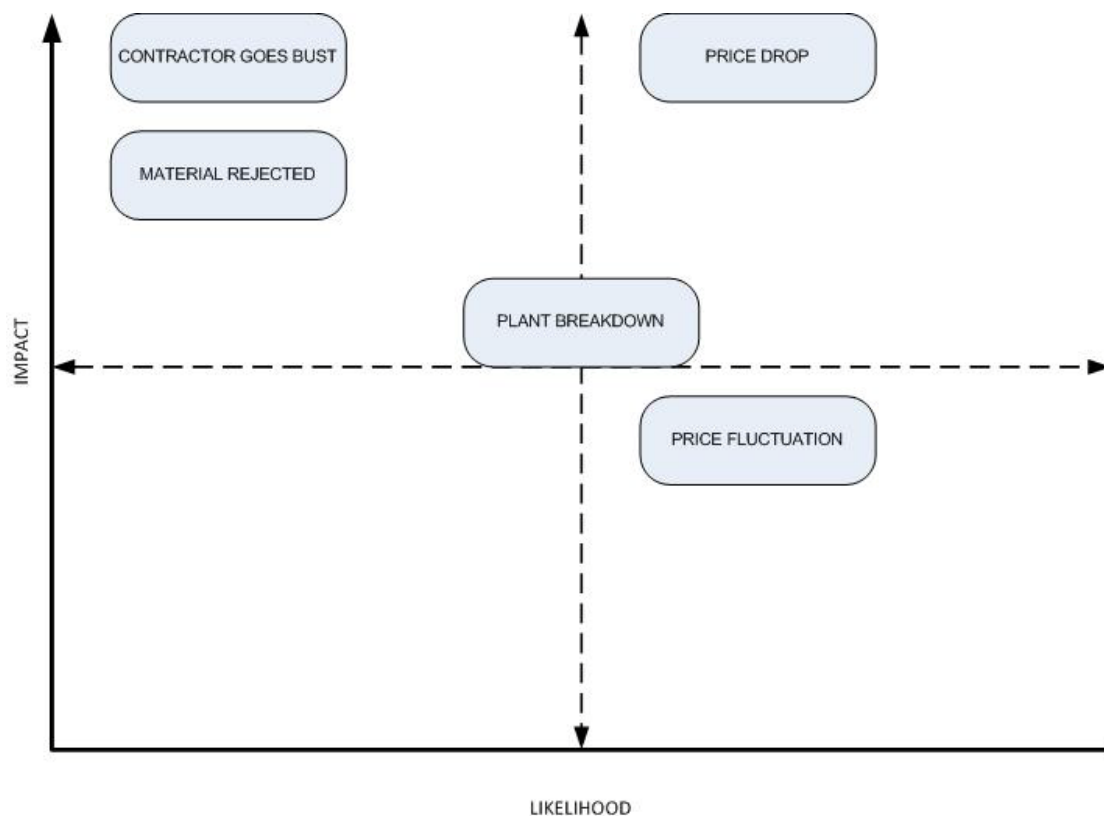 CONTRACTOR GOES BUST
PRICE DROP
MATERIAL REJECTED
PLANT BREAKDOWN
IMPACT
PRICE FLUCTUATION
LIKELIHOOD